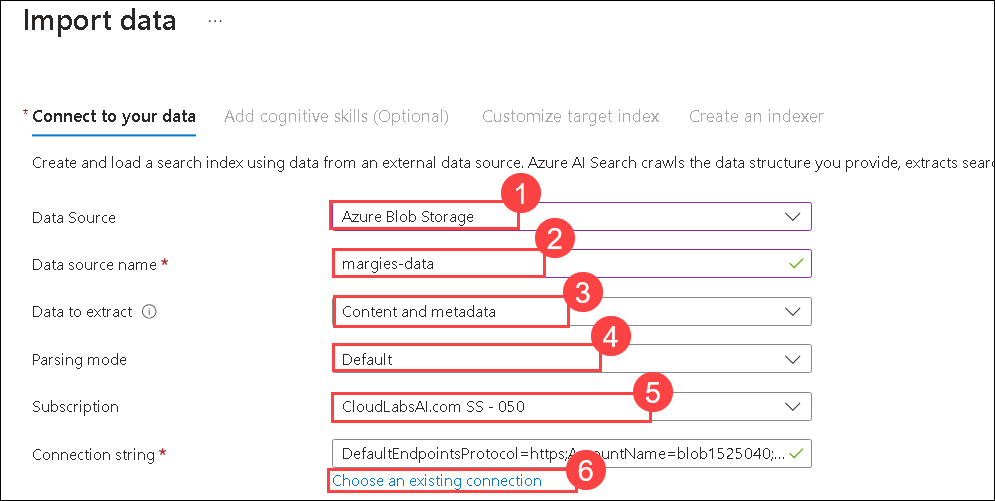 Import data ...
* Connect to your data Add cognitive skills (Optional) Customize target index Create an indexer
Create and load a search index using data from an external data source. Azure AI Search crawls the data structure you provide, extracts sear
1
Data Source Azure Blob Storage
2
Data source name * margies-data
3
Data to extract Content and metadata
4
Parsing mode Default
5
Subscription CloudLabsAI.com SS - 050
Connection string * DefaultEndpointsProtocol=https;AccountName=blob1525040;...
6
Choose an existing connection